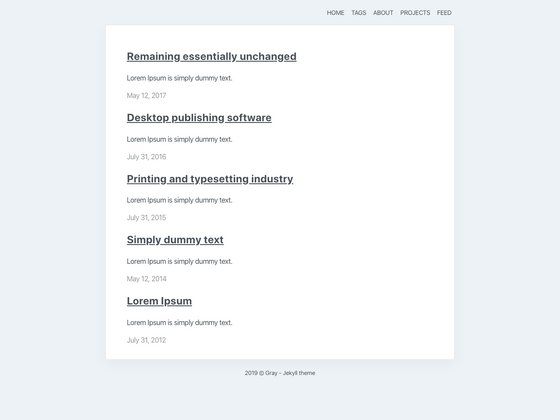 HOME TAGS ABOUT PROJECTS FEED
Remaining essentially unchanged
Lorem Ipsum is simply dummy text.
May 12, 2017
Desktop publishing software
Lorem Ipsum is simply dummy text.
July 31, 2016
Printing and typesetting industry
Lorem Ipsum is simply dummy text.
July 31, 2015
Simply dummy text
Lorem Ipsum is simply dummy text.
May 12, 2014
Lorem Ipsum
Lorem Ipsum is simply dummy text.
July 31, 2012
2019 © Gray - Jekyll theme